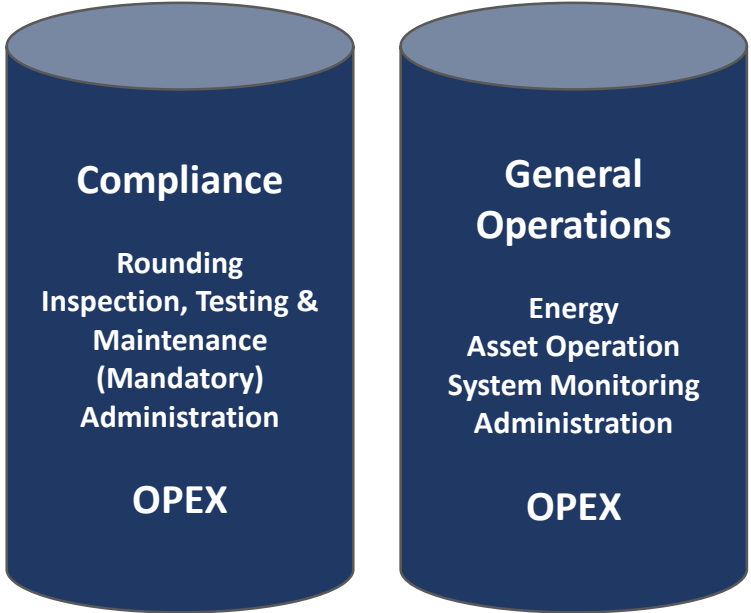 Compliance
Rounding
Inspection, Testing &
Maintenance
(Mandatory)
Administration
OPEX
General
Operations
Energy
Asset Operation
System Monitoring
Administration
OPEX